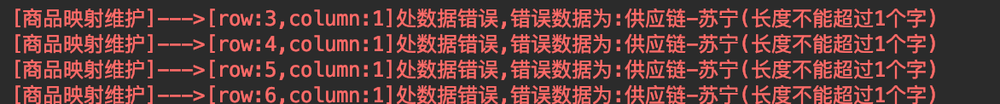 [商品映射维护]--->[row:3,column:1]处数据错误,错误数据为:供应链-苏宁(长度不能超过1个字)
[商品映射维护]--->[row:4,column:1]处数据错误,错误数据为:供应链-苏宁(长度不能超过1个字)
[商品映射维护]--->[row:5,column:1]处数据错误,错误数据为:供应链-苏宁(长度不能超过1个字)
[商品映射维护]--->[row:6,column:1]处数据错误,错误数据为:供应链-苏宁(长度不能超过1个字)